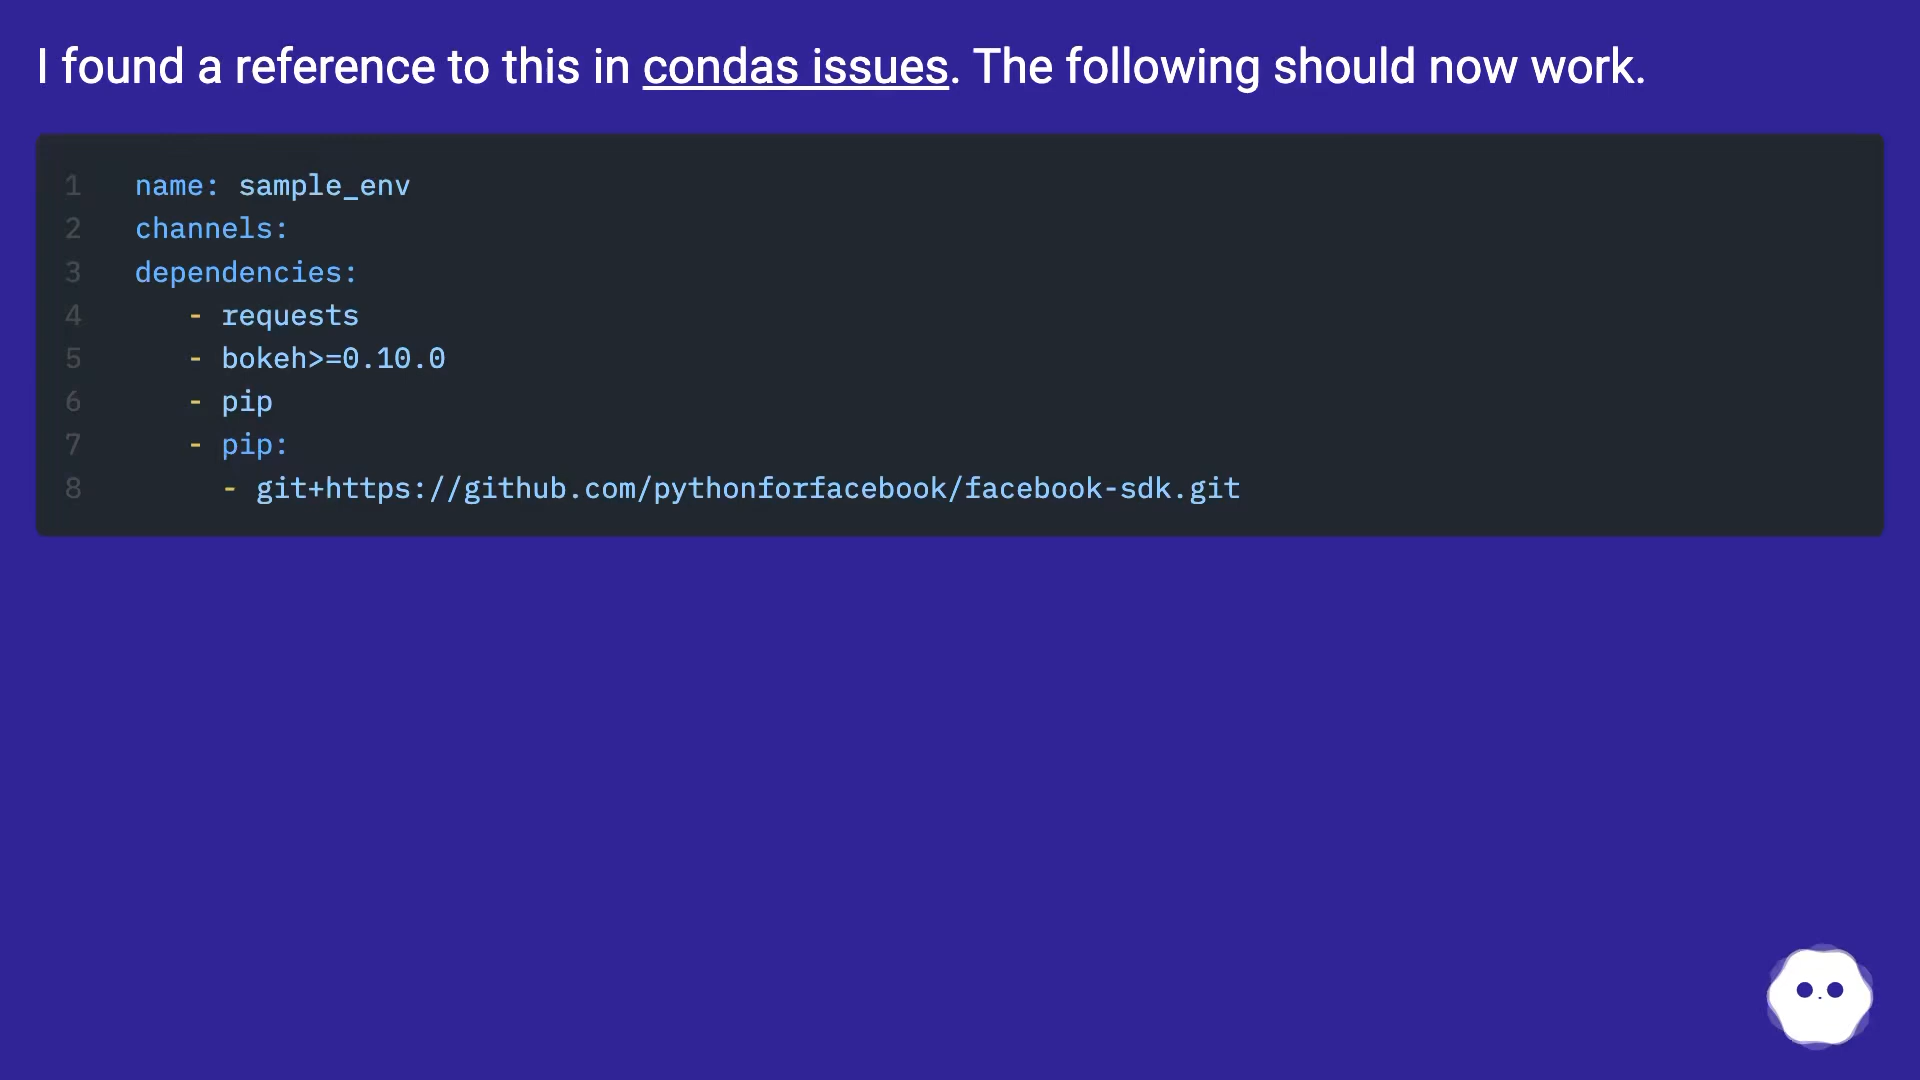 I found a reference to this in condas issues. The following should now work.
1 name: sample_env
2 channels:
3 dependencies:
4 - requests
5 - bokeh>=0.10.0
6 - pip
7 - pip:
8 - git+https://github.com/pythonforfacebook/facebook-sdk.git